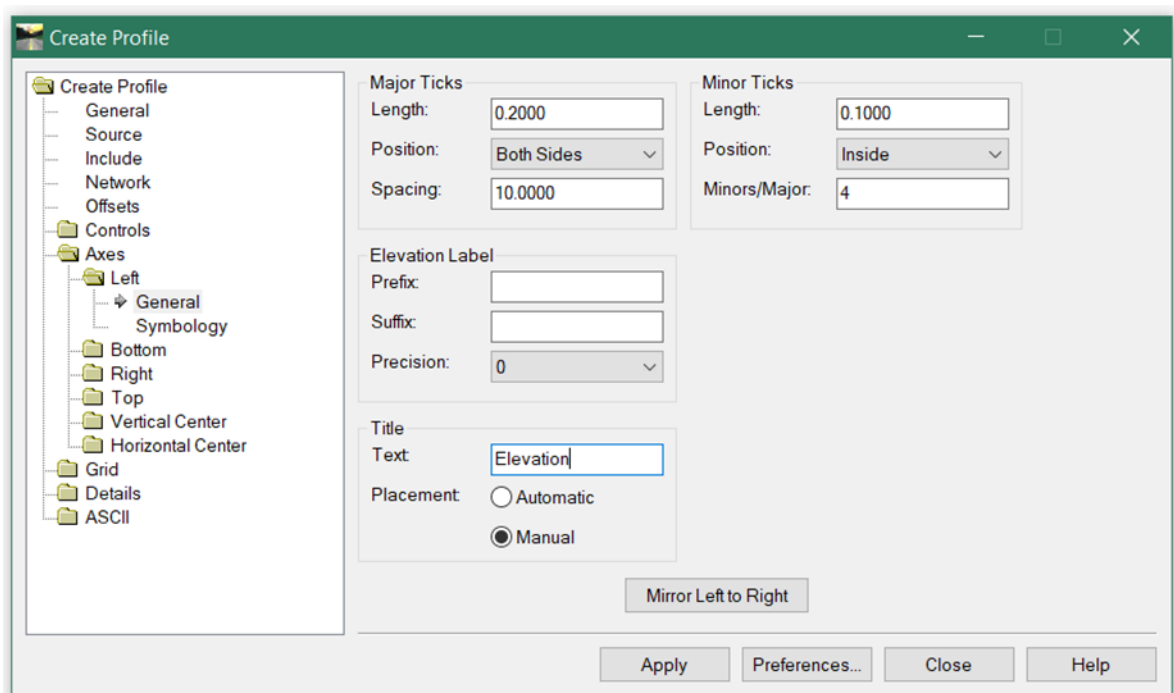 Create Profile
Create Profile
General
Source
Include
Network
Offsets
Controls
Axes
Left
General
Symbology
Bottom
Right
Top
Vertical Center
Horizontal Center
Grid
Details
ASCII
Major Ticks
Length: 0.2000
Position: Both Sides
Spacing: 10.0000
Minor Ticks
Length: 0.1000
Position: Inside
Minors/Major: 4
Elevation Label
Prefix:
Suffix:
Precision: 0
Title
Text: Elevation
Placement: Automatic
Manual
Mirror Left to Right
Apply Preferences... Close Help